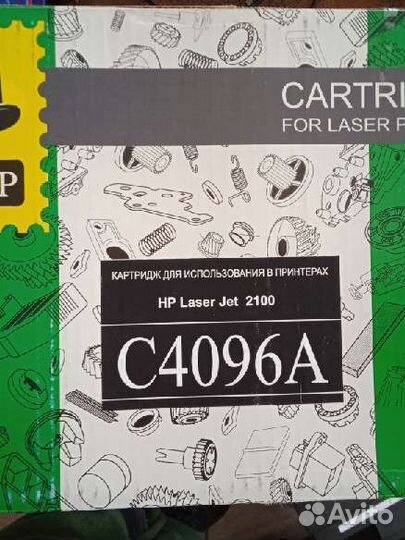 CARTRI
FOR LASER P
P
КАРТРИДЖ ДЛЯ ИСПОЛЬЗОВАНИЯ В ПРИНТЕРАХ
HP Laser Jet 2100
C4096A
Avito